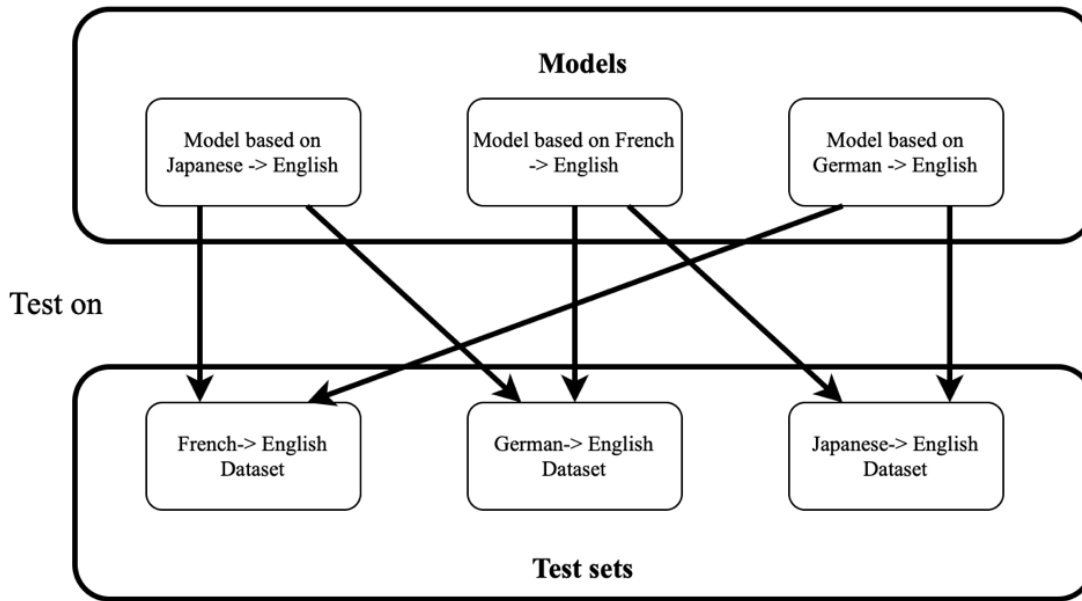 Models
Model based on
Japanese -> English
Model based on French
-> English
Model based on
German -> English
Test on
French-> English
Dataset
German-> English
Dataset
Japanese-> English
Dataset
Test sets